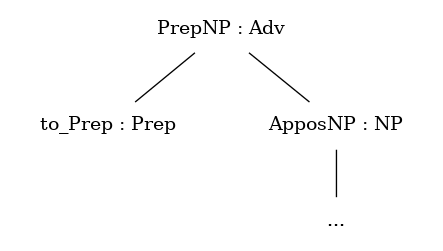 PrepNP : Adv
to_Prep : Prep
ApposNP : NP
...